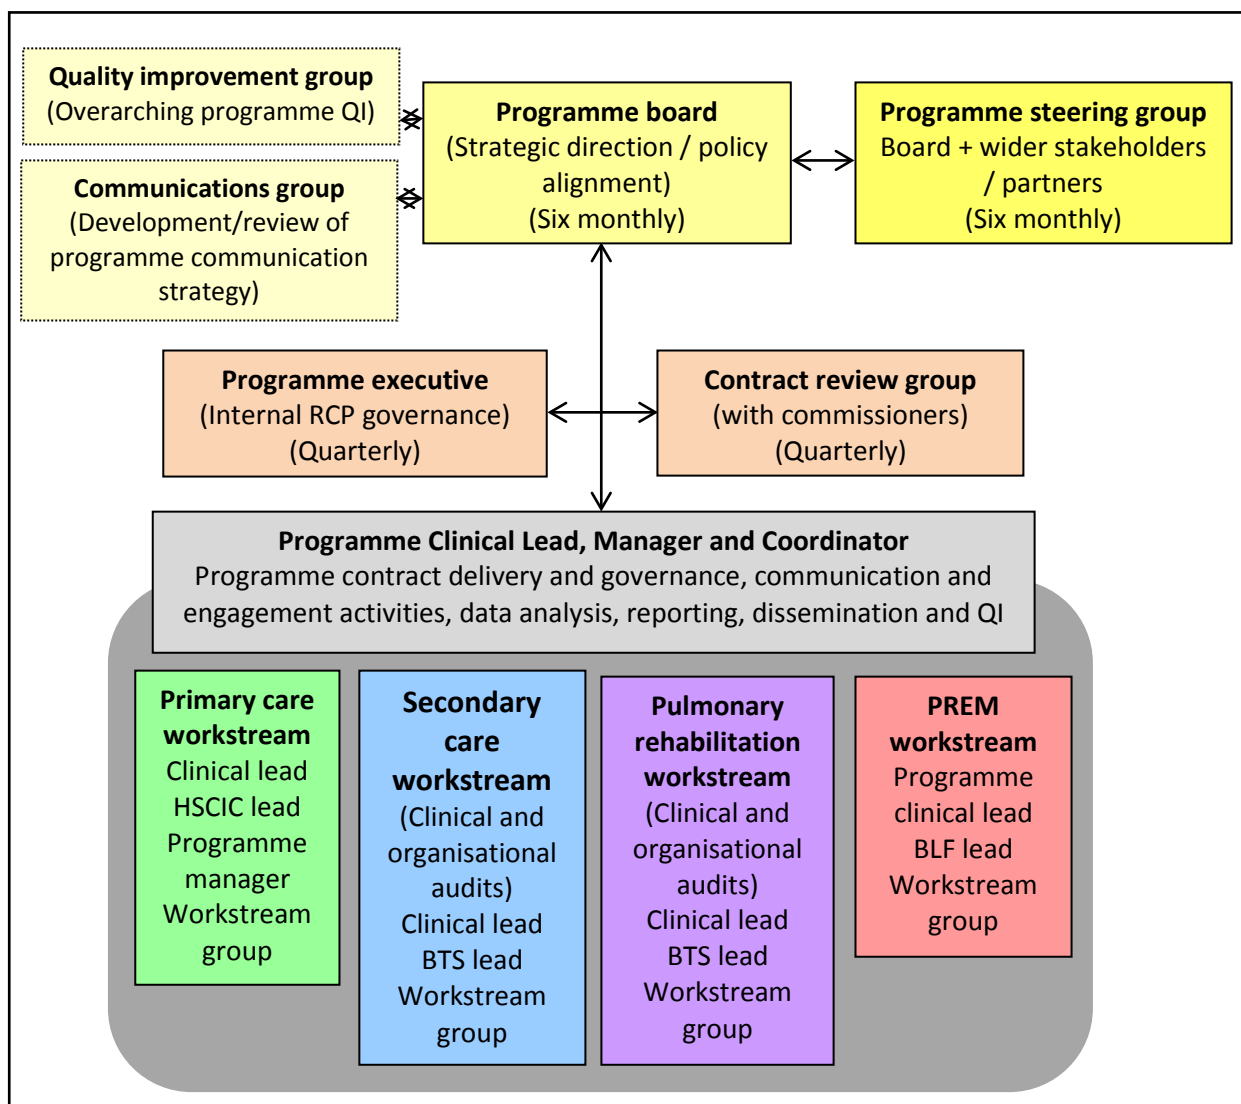 Quality improvement group
(Overarching programme QI)
Communications group
(Development/review of
programme communication
strategy)
Programme board
(Strategic direction / policy
alignment)
(Six monthly)
Programme steering group
Board + wider stakeholders
/ partners
(Six monthly)
Programme executive
(Internal RCP governance)
(Quarterly)
Contract review group
(with commissioners)
(Quarterly)
Programme Clinical Lead, Manager and Coordinator
Programme contract delivery and governance, communication and
engagement activities, data analysis, reporting, dissemination and QI
Primary care
workstream
Clinical lead
HSCIC lead
Programme
manager
Workstream
group
Secondary
care
workstream
(Clinical and
organisational
audits)
Clinical lead
BTS lead
Workstream
group
Pulmonary
rehabilitation
workstream
(Clinical and
organisational
audits)
Clinical lead
BTS lead
Workstream
group
PREM
workstream
Programme
clinical lead
BLF lead
Workstream
group